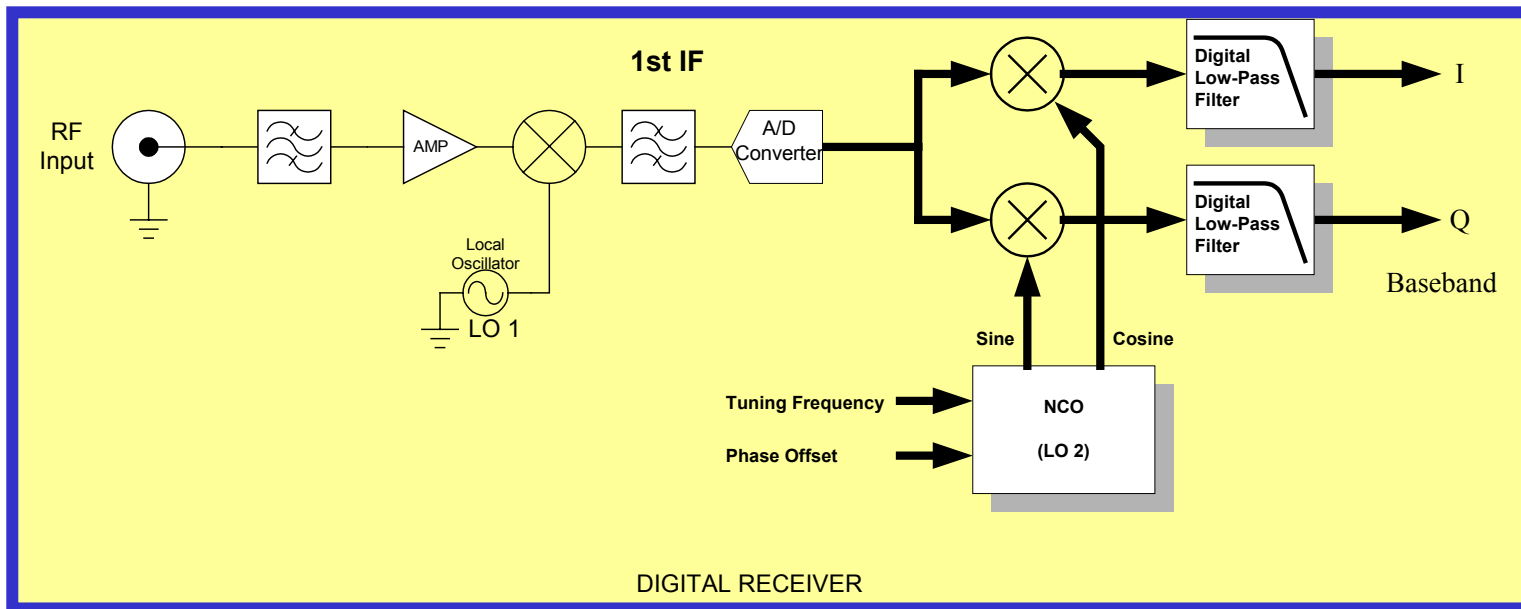 1st IF
RF
Input
AMP
A/D
Converter
Local
Oscillator
LO 1
Digital
Low-Pass
Filter
I
Digital
Low-Pass
Filter
Q
Baseband
Sine
Cosine
Tuning Frequency
Phase Offset
NCO
(LO 2)
DIGITAL RECEIVER